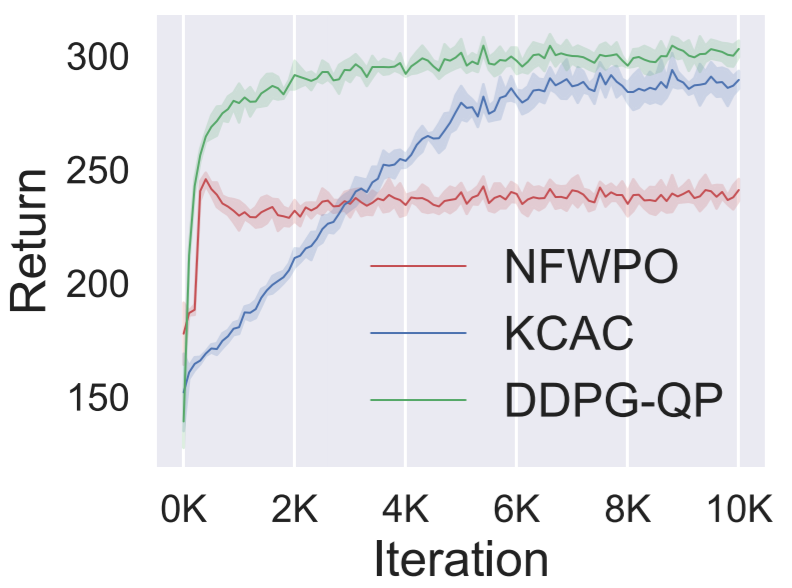 300
250
200
150
Return
NFWPO
KCAC
DDPG-QP
0K 2K 4K 6K 8K 10K
Iteration